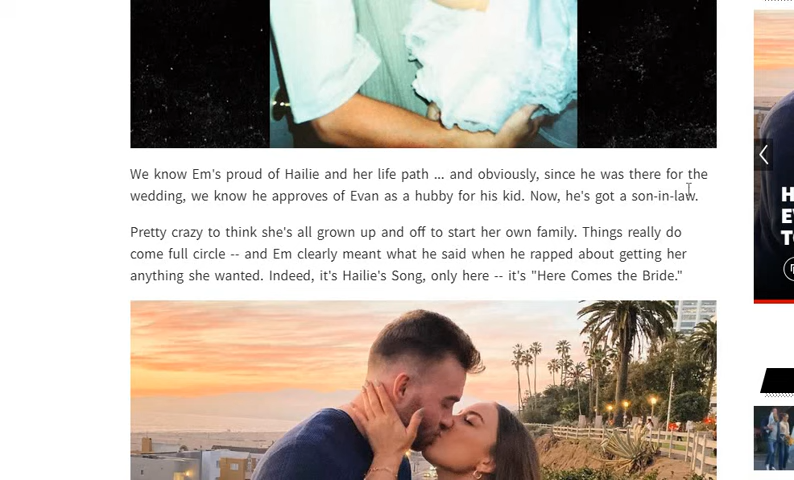 We know Em's proud of Hailie and her life path ... and obviously, since he was there for the
wedding, we know he approves of Evan as a hubby for his kid. Now, he's got a son-in-law.
Pretty crazy to think she's all grown up and off to start her own family. Things really do
come full circle -- and Em clearly meant what he said when he rapped about getting her
anything she wanted. Indeed, it's Hailie's Song, only here -- it's "Here Comes the Bride."